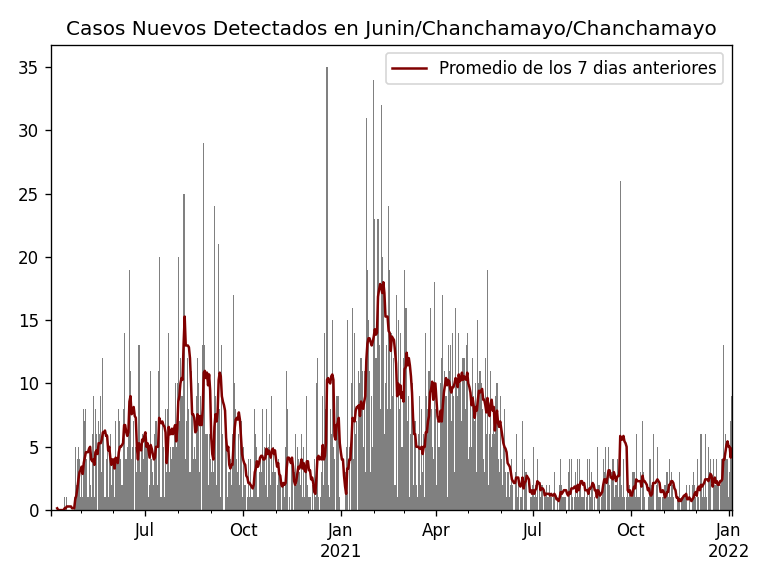 Casos Nuevos Detectados en Junin/Chanchamayo/Chanchamayo
Promedio de los 7 dias anteriores
35
30
25
20
15
10
5
0
Jul
Oct
Jan
2021
Apr
Jul
Oct
Jan
2022